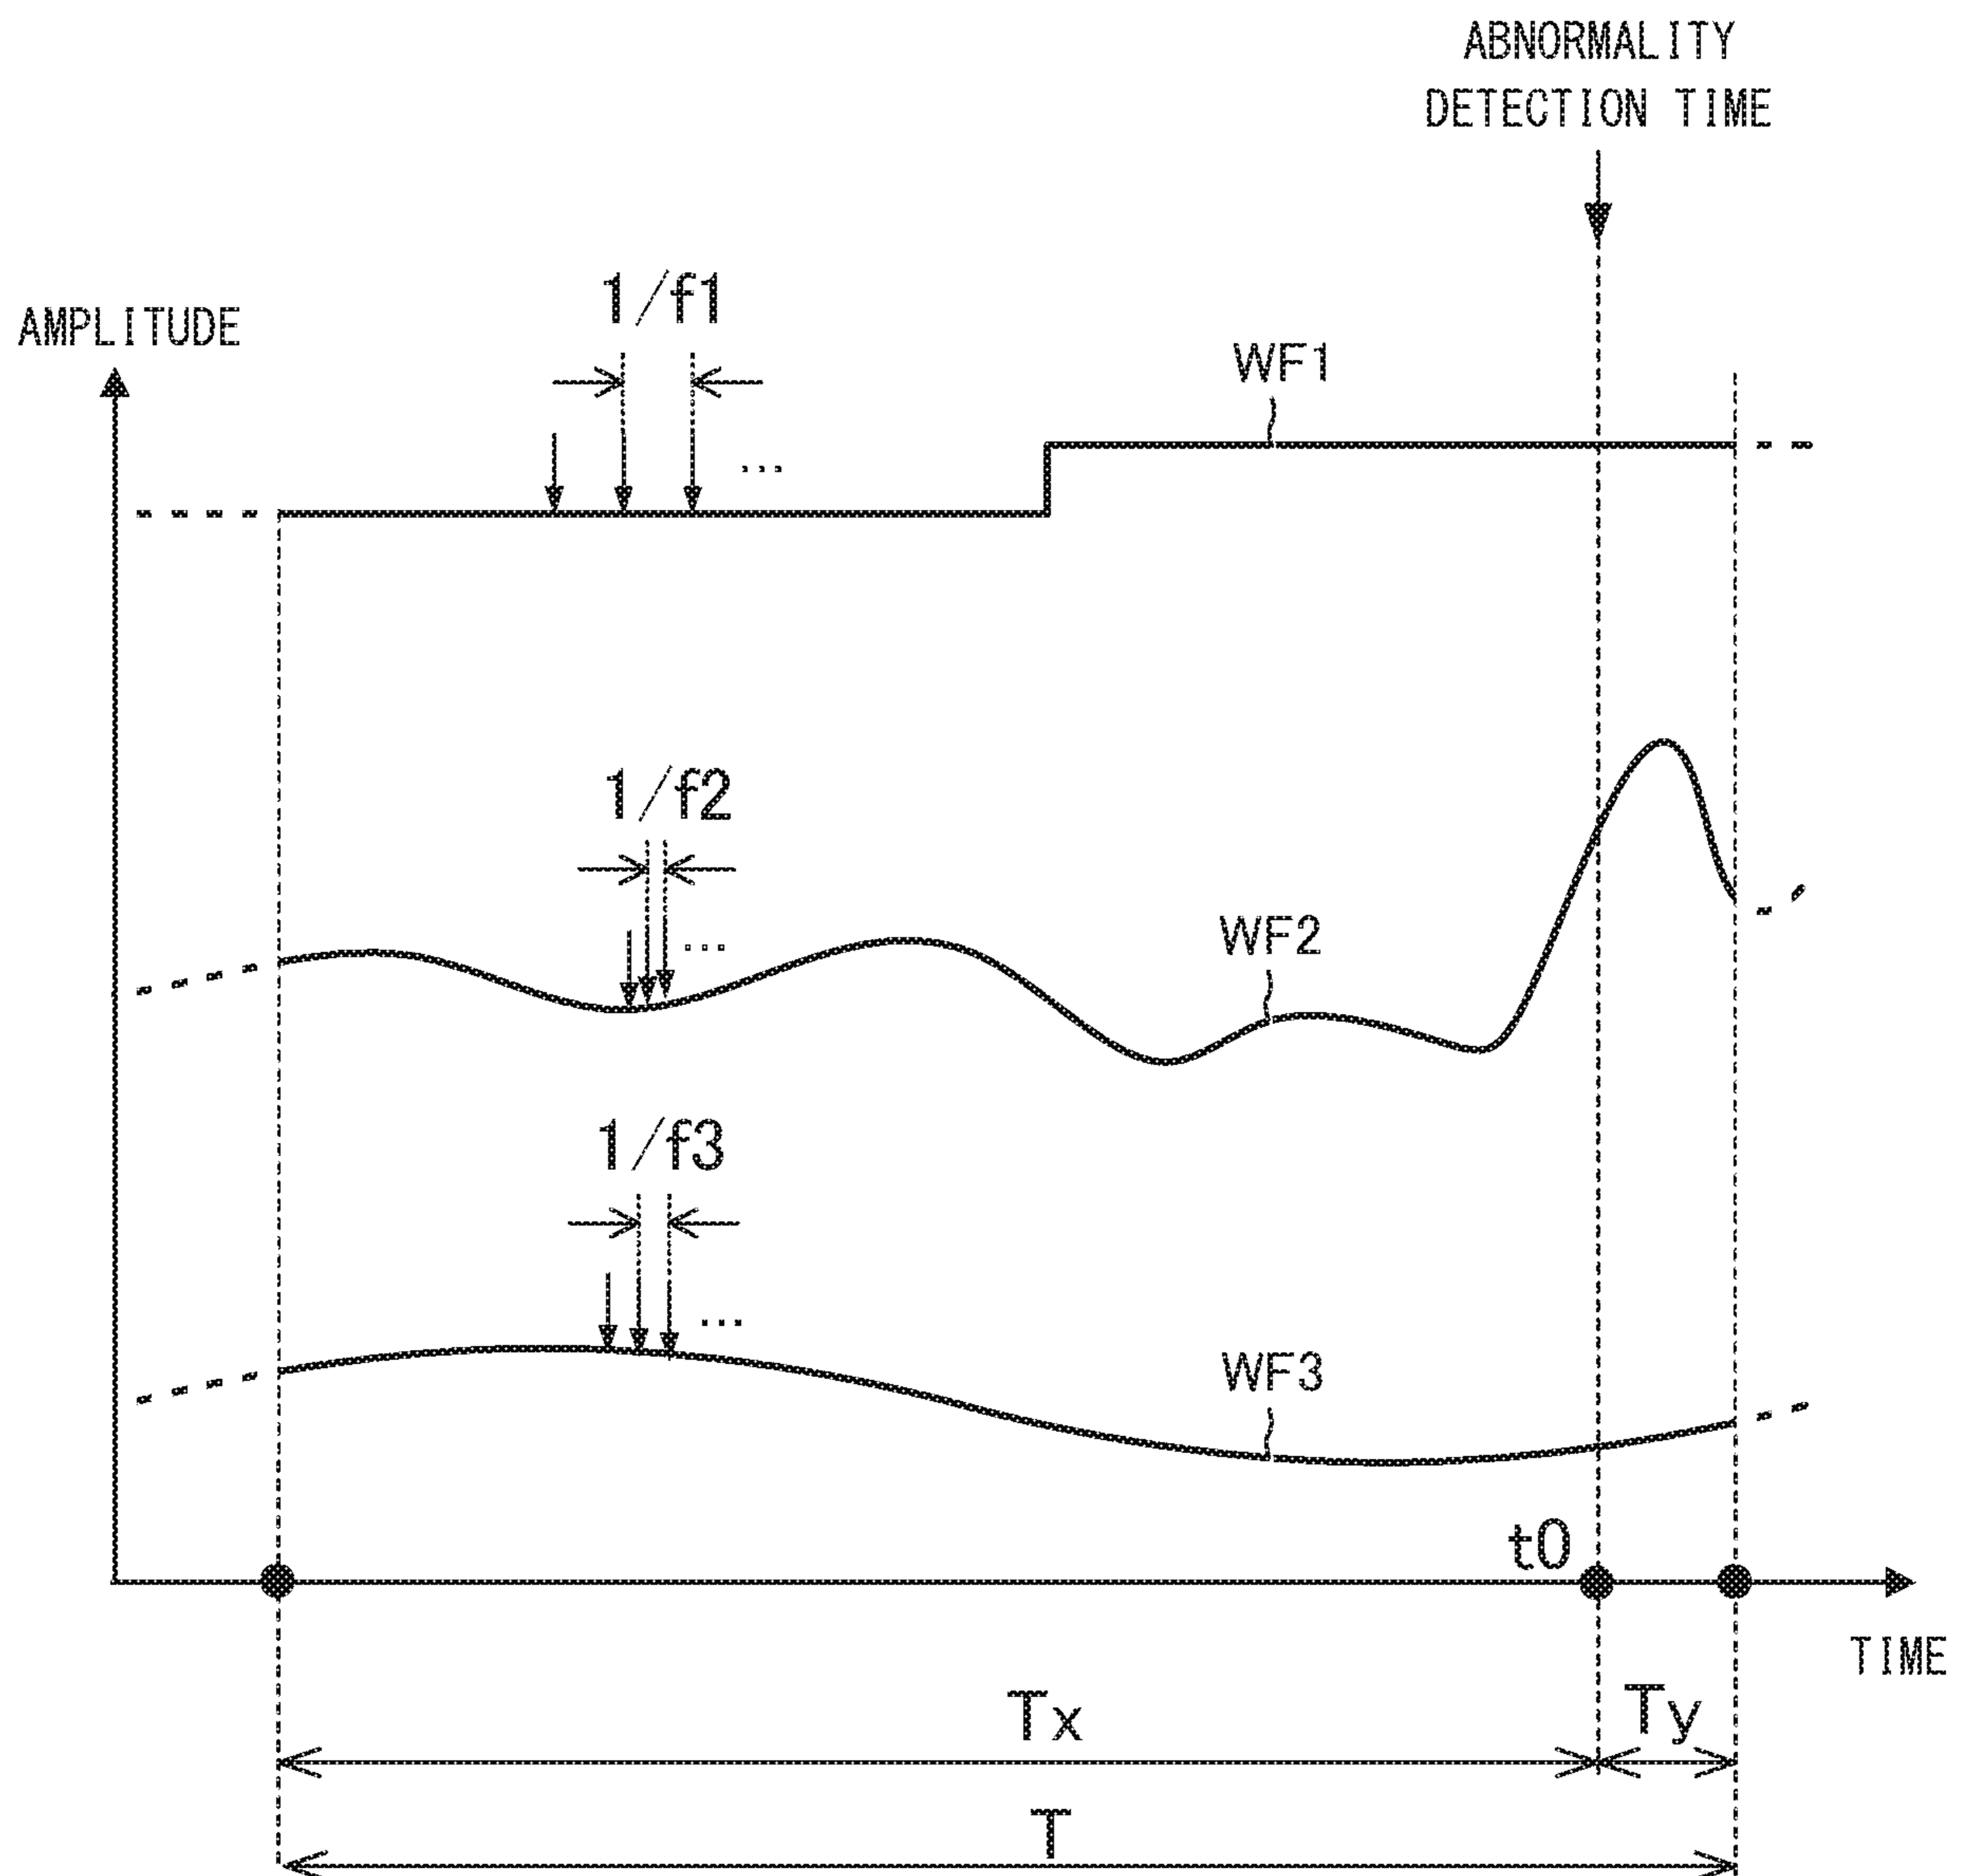 ABNORMALITY
DETECTION TIME
1/f1
AMPLITUDE
WF1
...
1/f2
WF2
...
1/f3
...
WF3
t0
TIME
Tx
Ty
T